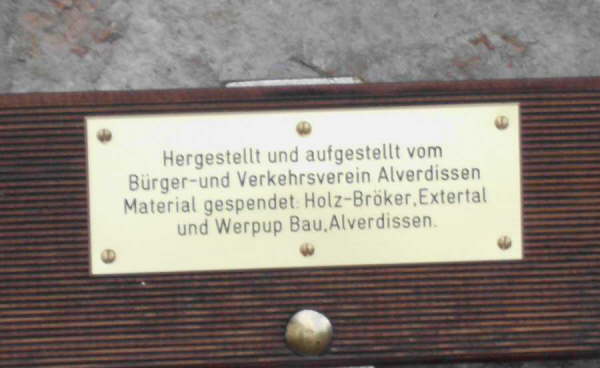 Hergestellt und aufgestellt vom
Bürger-und Verkehrsverein Alverdissen
Material gespendet: Holz-Bröker,Extertal
und Werpup Bau,Alverdissen.